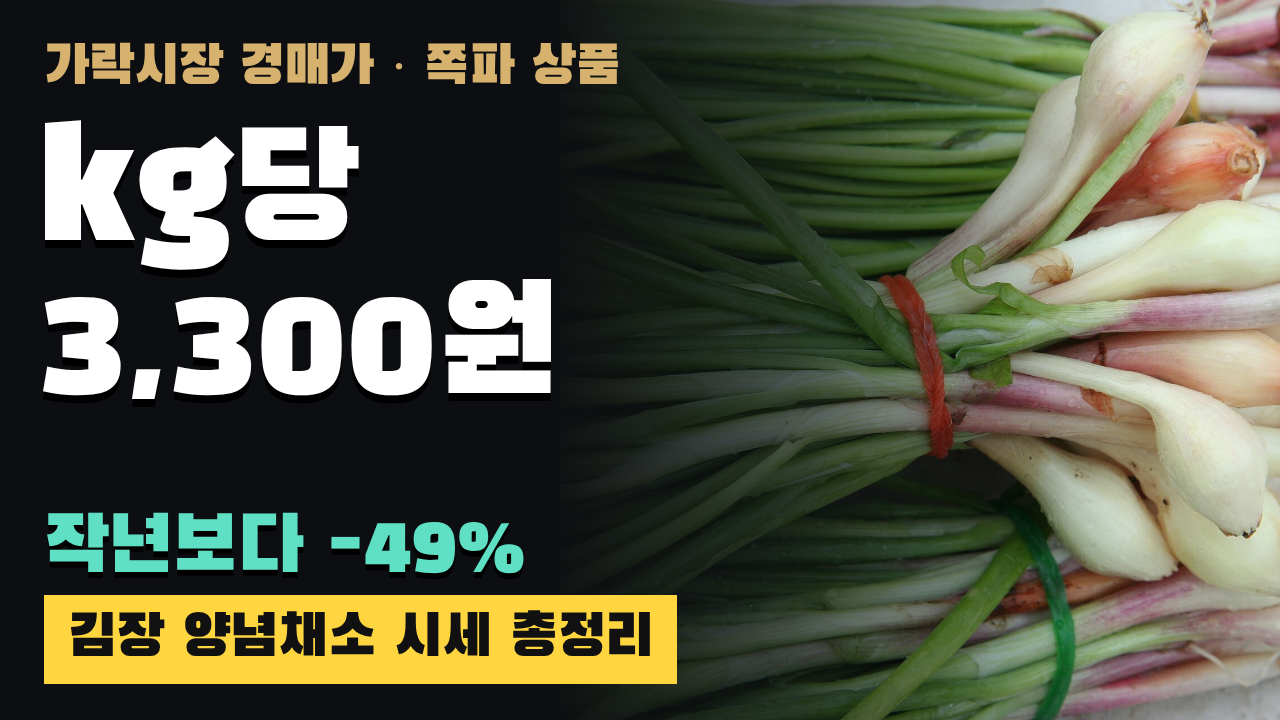 가락시장 경매가 · 쪽파 상품
kg당
3,300원
작년보다 -49%
김장 양념채소 시세 총정리